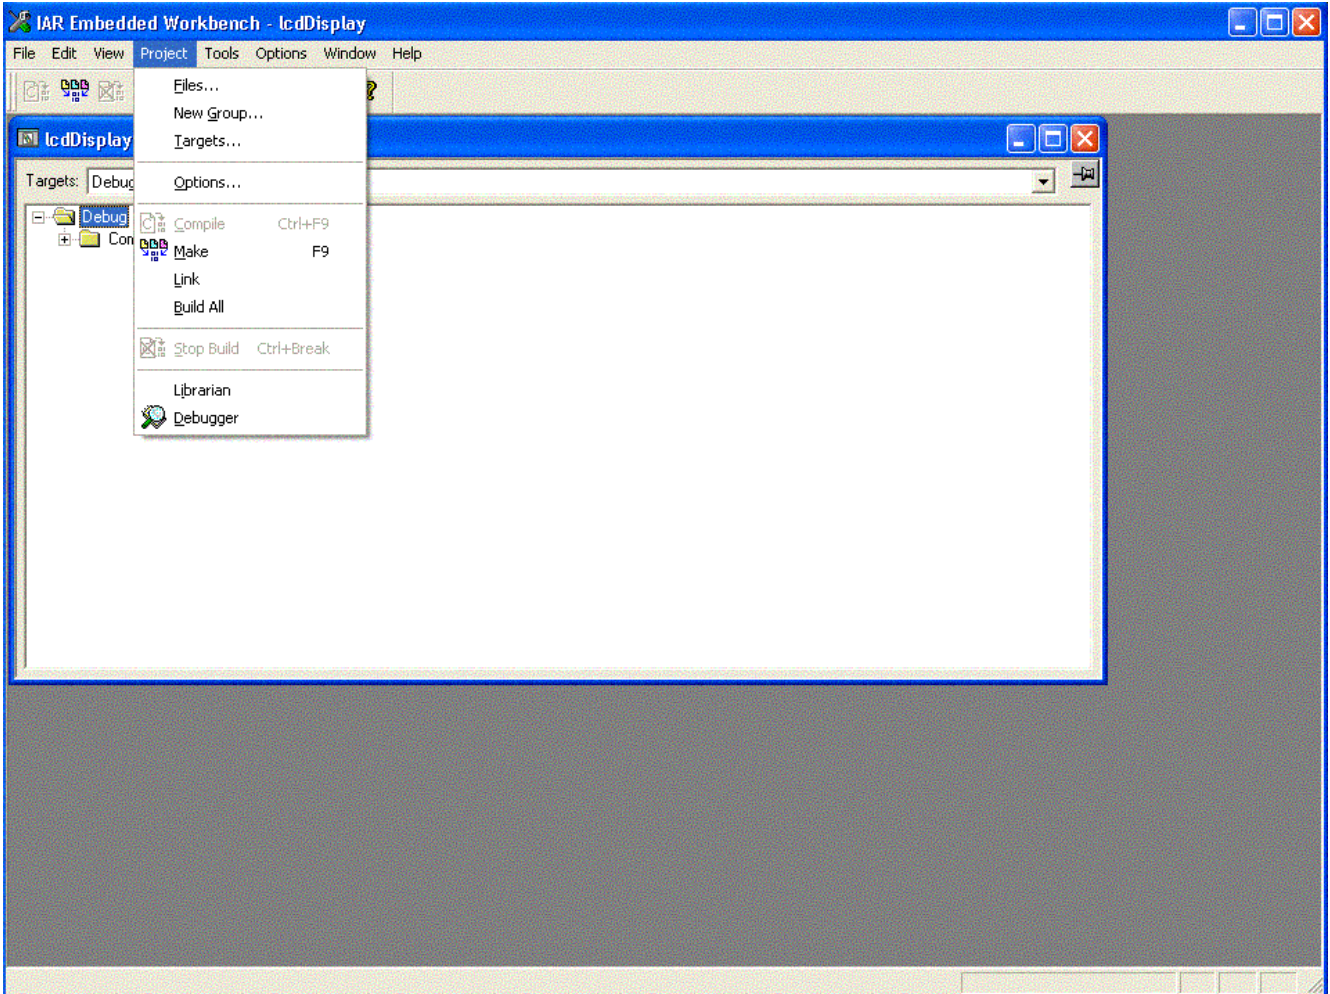 IAR Embedded Workbench - lcdDisplay
File Edit View Project Tools Options Window Help
Files...
New Group...
lcdDisplay
Targets...
Targets: Debug
Options...
Debug
Compile Ctrl+F9
Make F9
Link
Build All
Stop Build Ctrl+Break
Librarian
Debugger